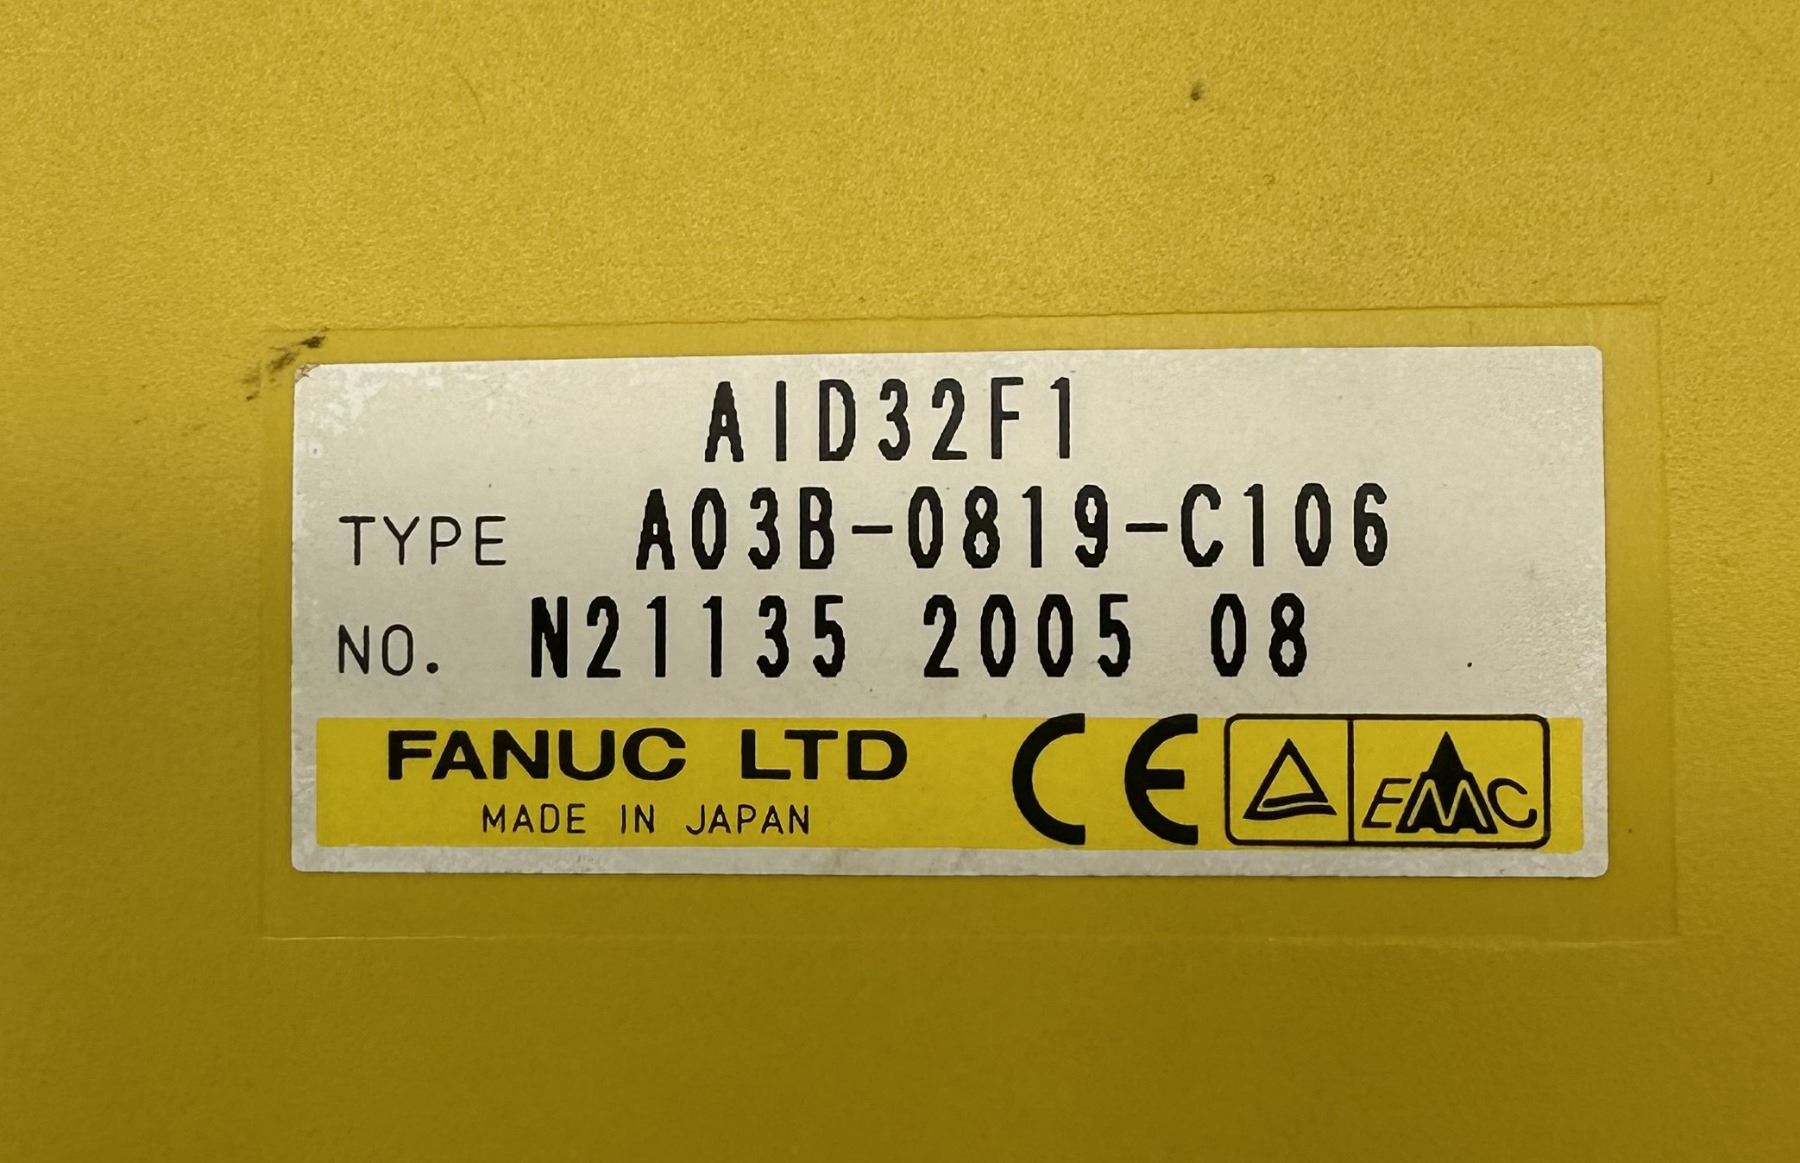 AID32F1
TYPE A03B-0819-C106
NO. N21135 2005 08
FANUC LTD
MADE IN JAPAN
CE
EMC